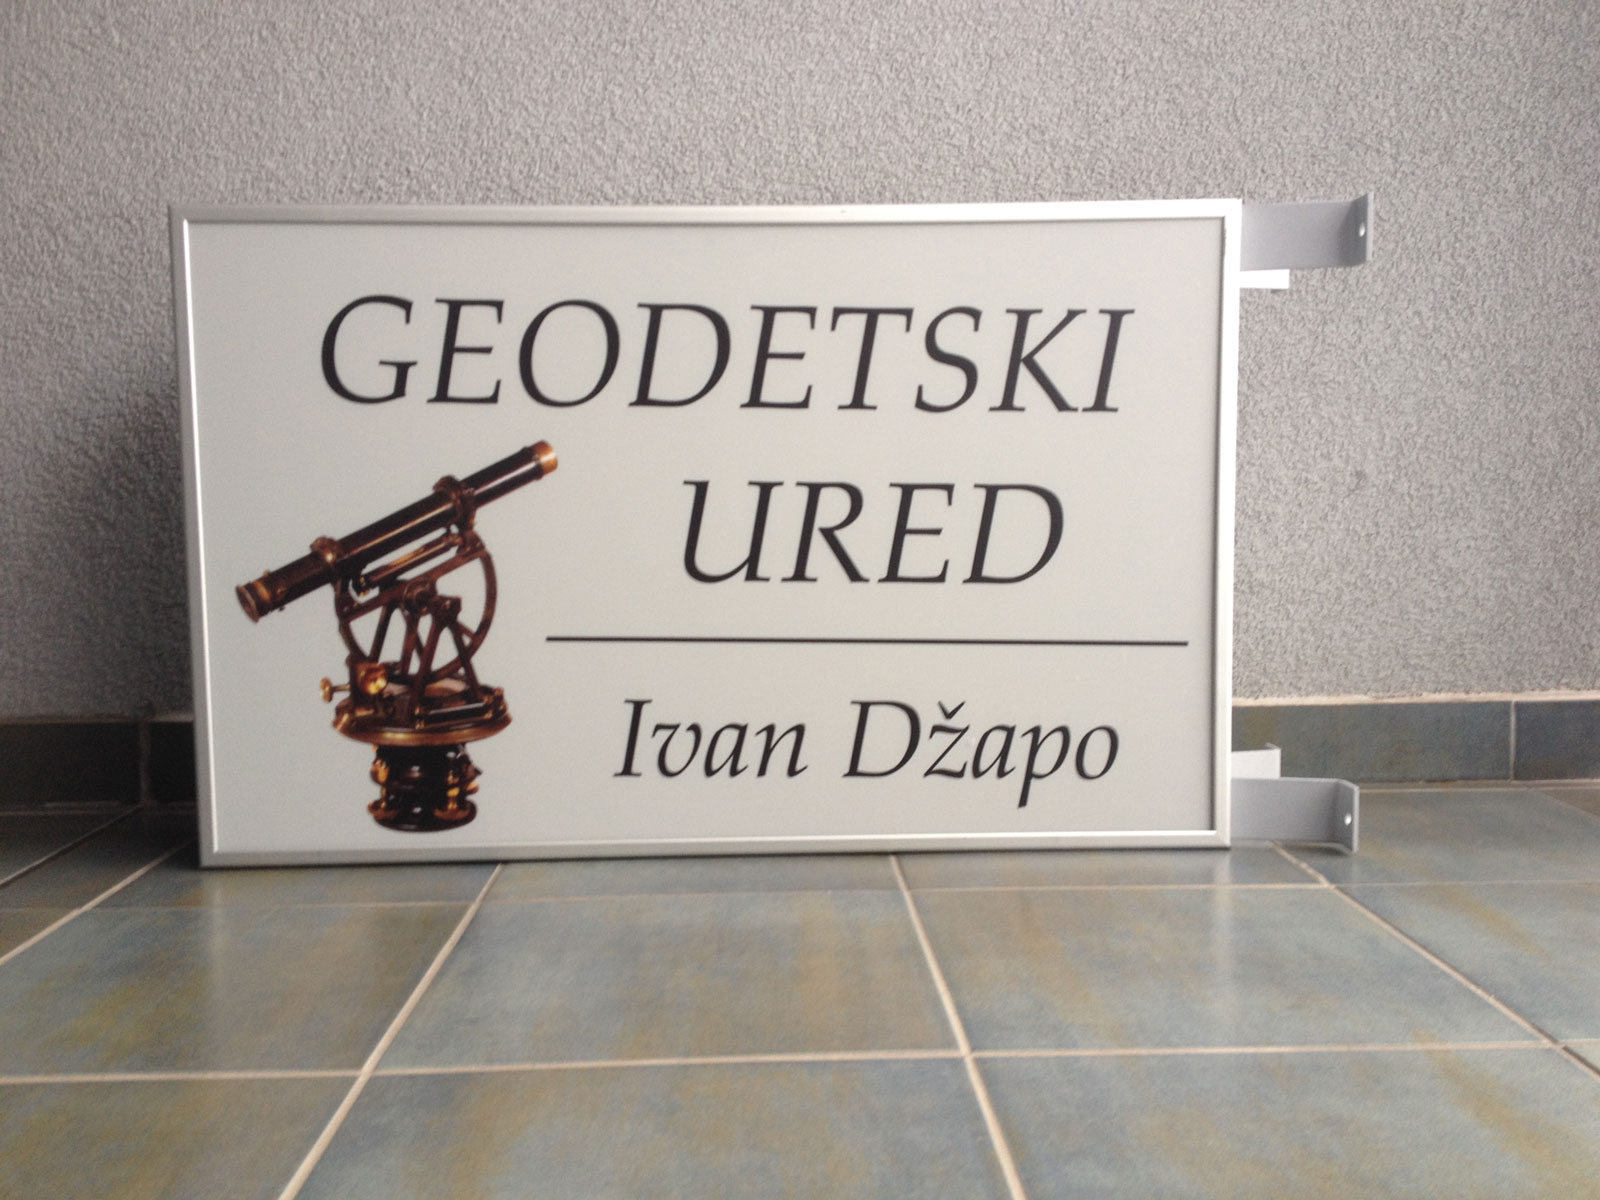 GEODETSKI
URED
Ivan Džapo